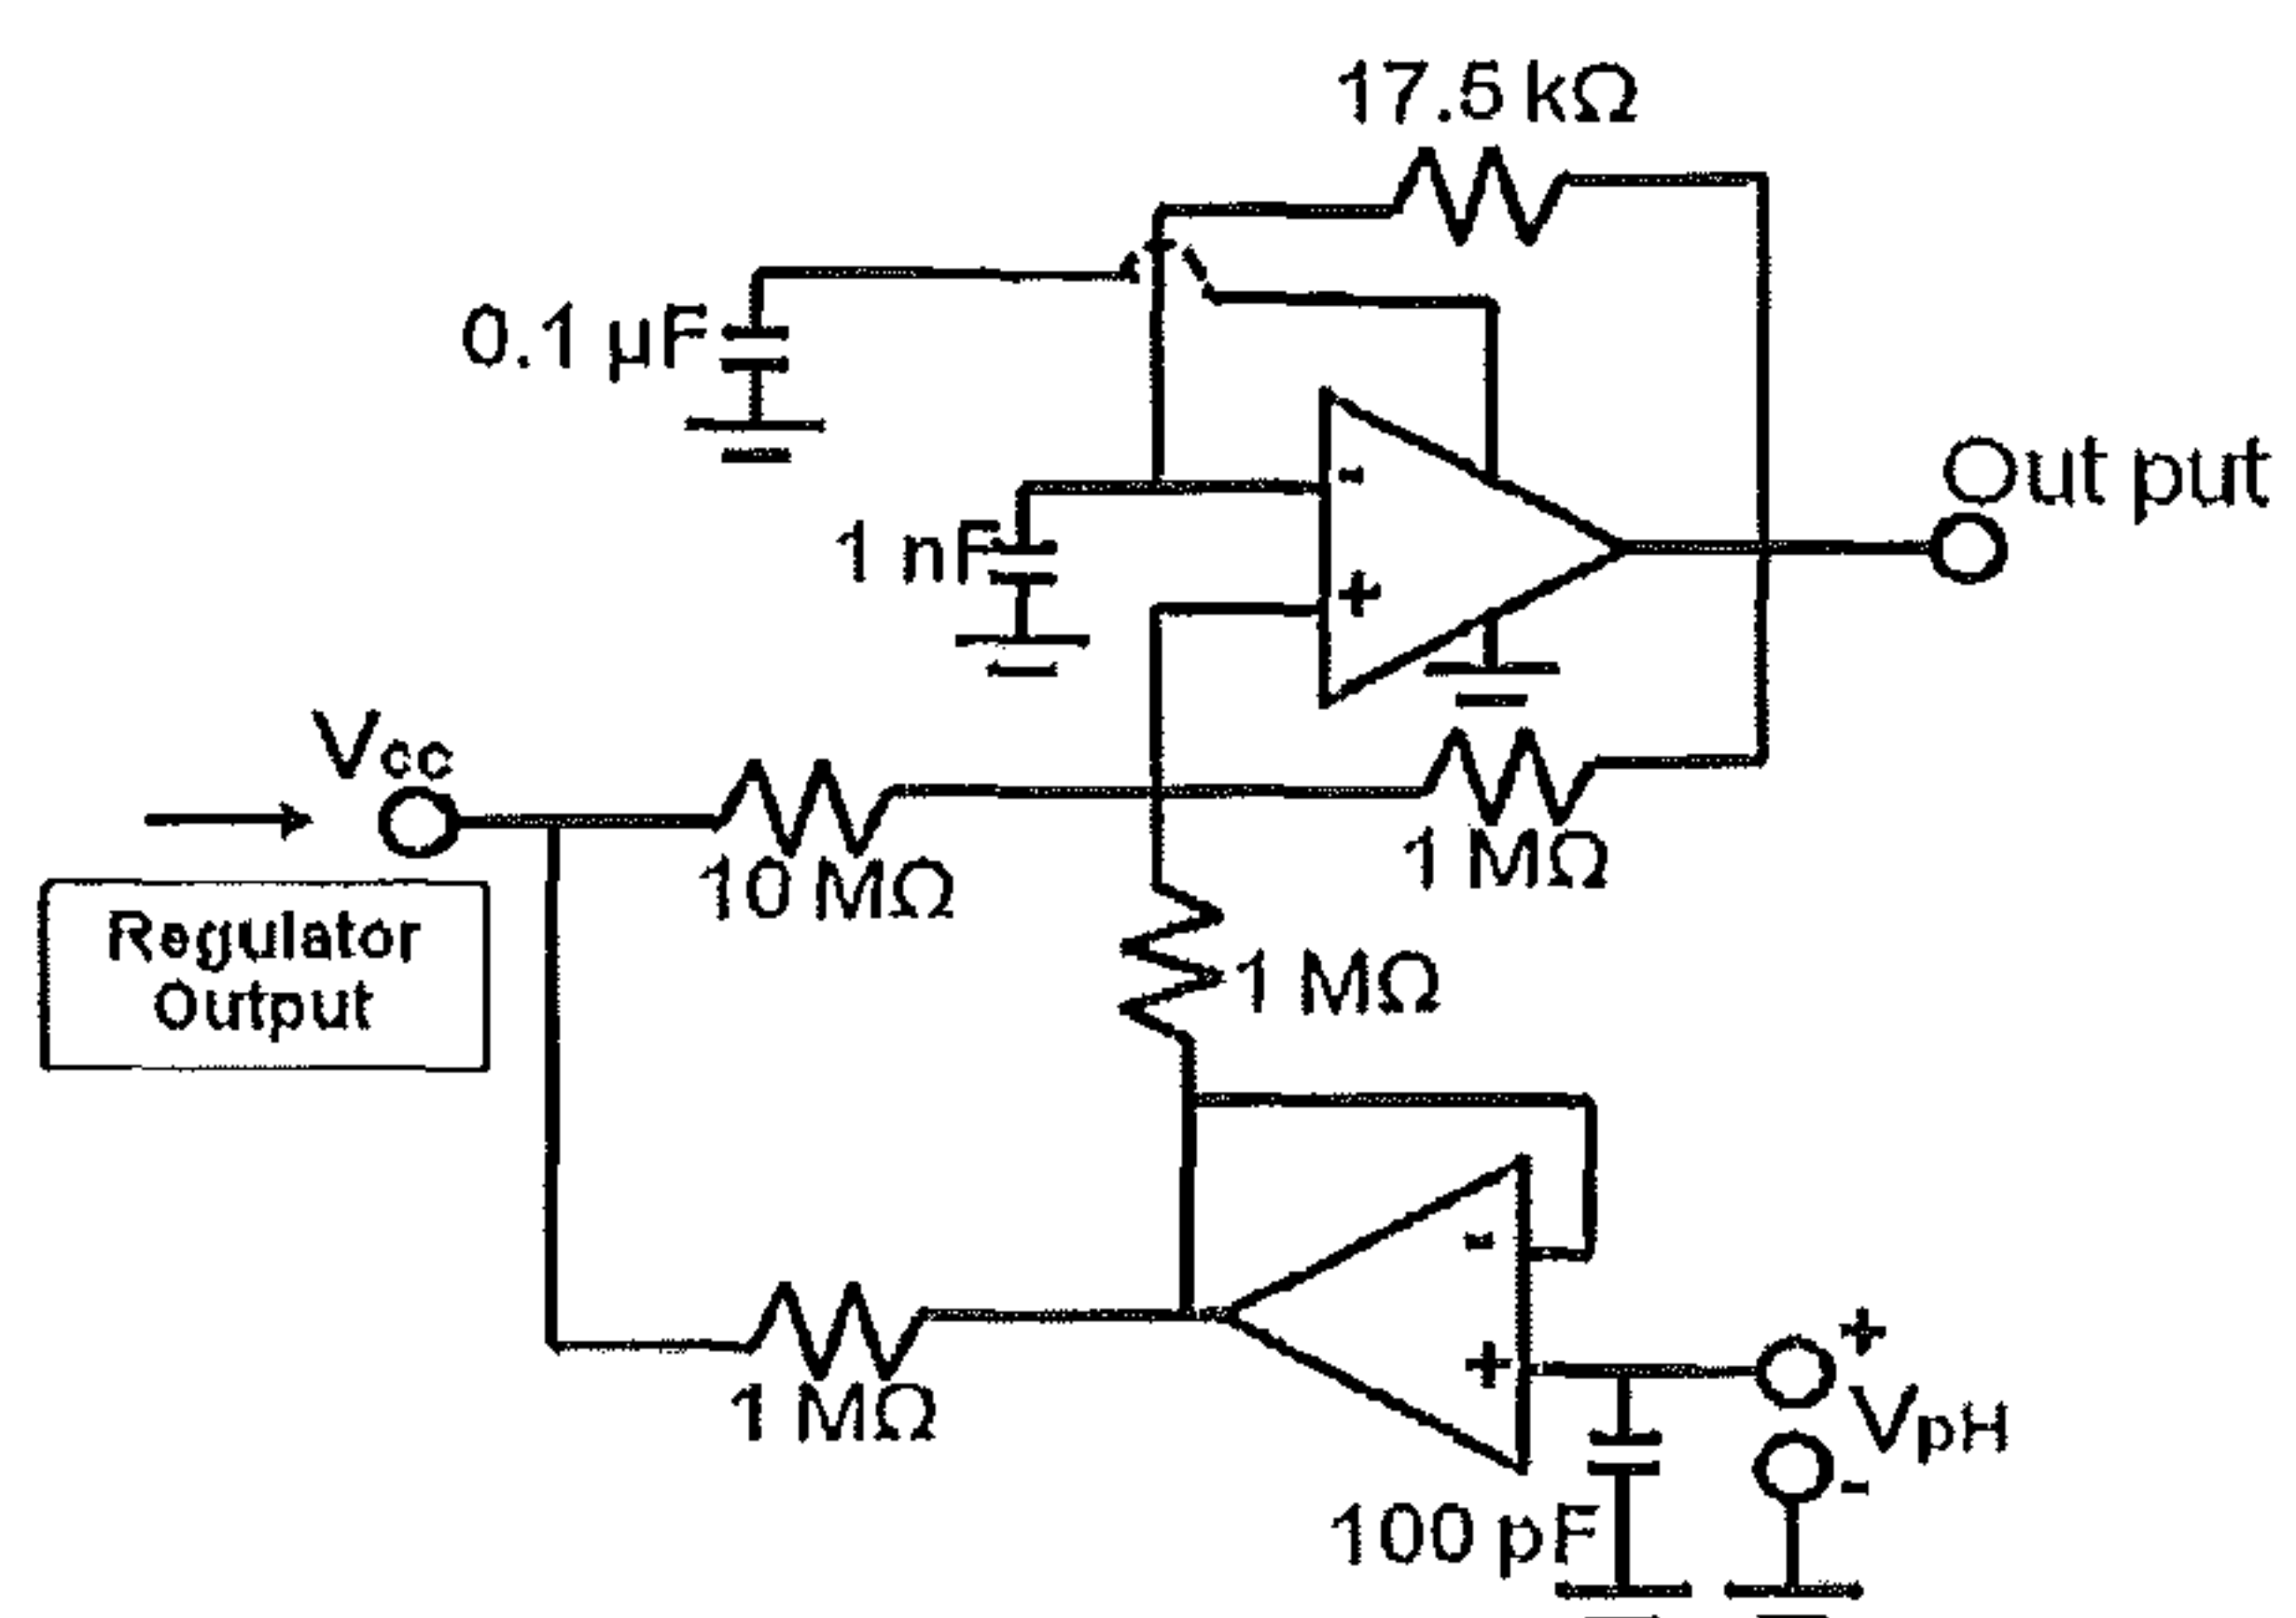 17.5 kΩ
0.1 µF
-
Out put
1 nF
+
Vcc
10 MΩ
1 MΩ
Regulator
Output
1 MΩ
-
+
+
VpH
-
1 MΩ
100 pF